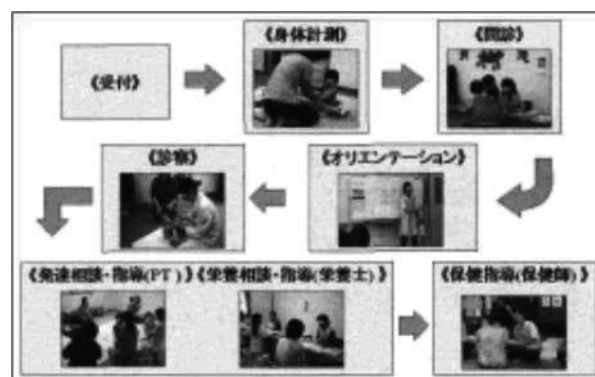 《受付》
《身体計測》
《問診》
《オリエンテーション》
《診察》
《発達相談・指導(PT)》《栄養相談・指導(栄養士)》
《保健指導(保健師)》